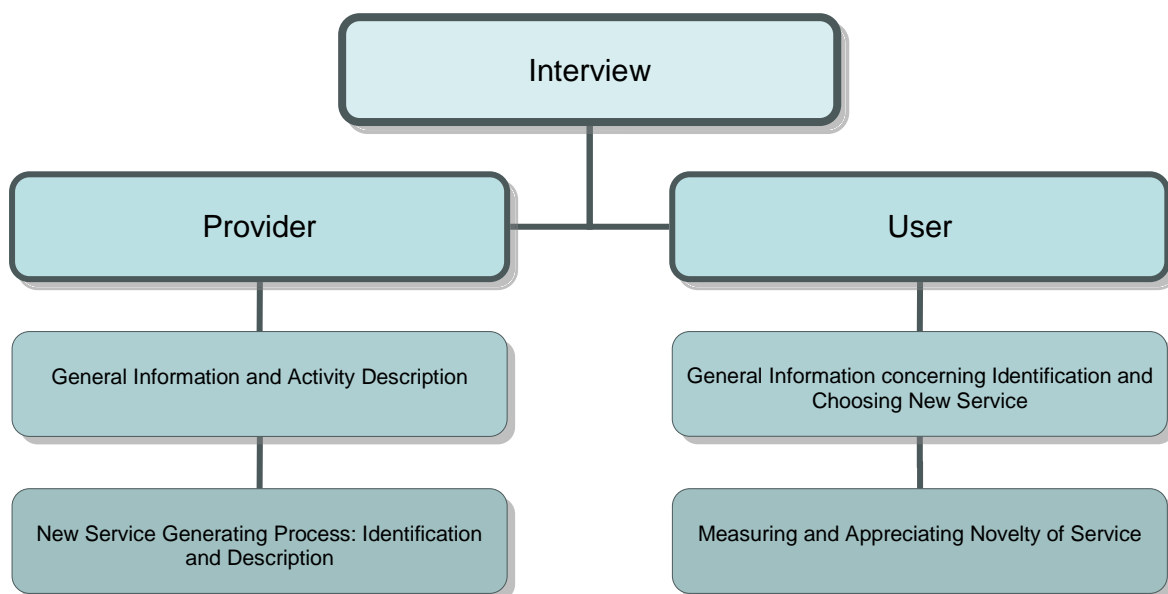 Interview
Provider
User
General Information and Activity Description
General Information concerning Identification and
Choosing New Service
New Service Generating Process: Identification
and Description
Measuring and Appreciating Novelty of Service